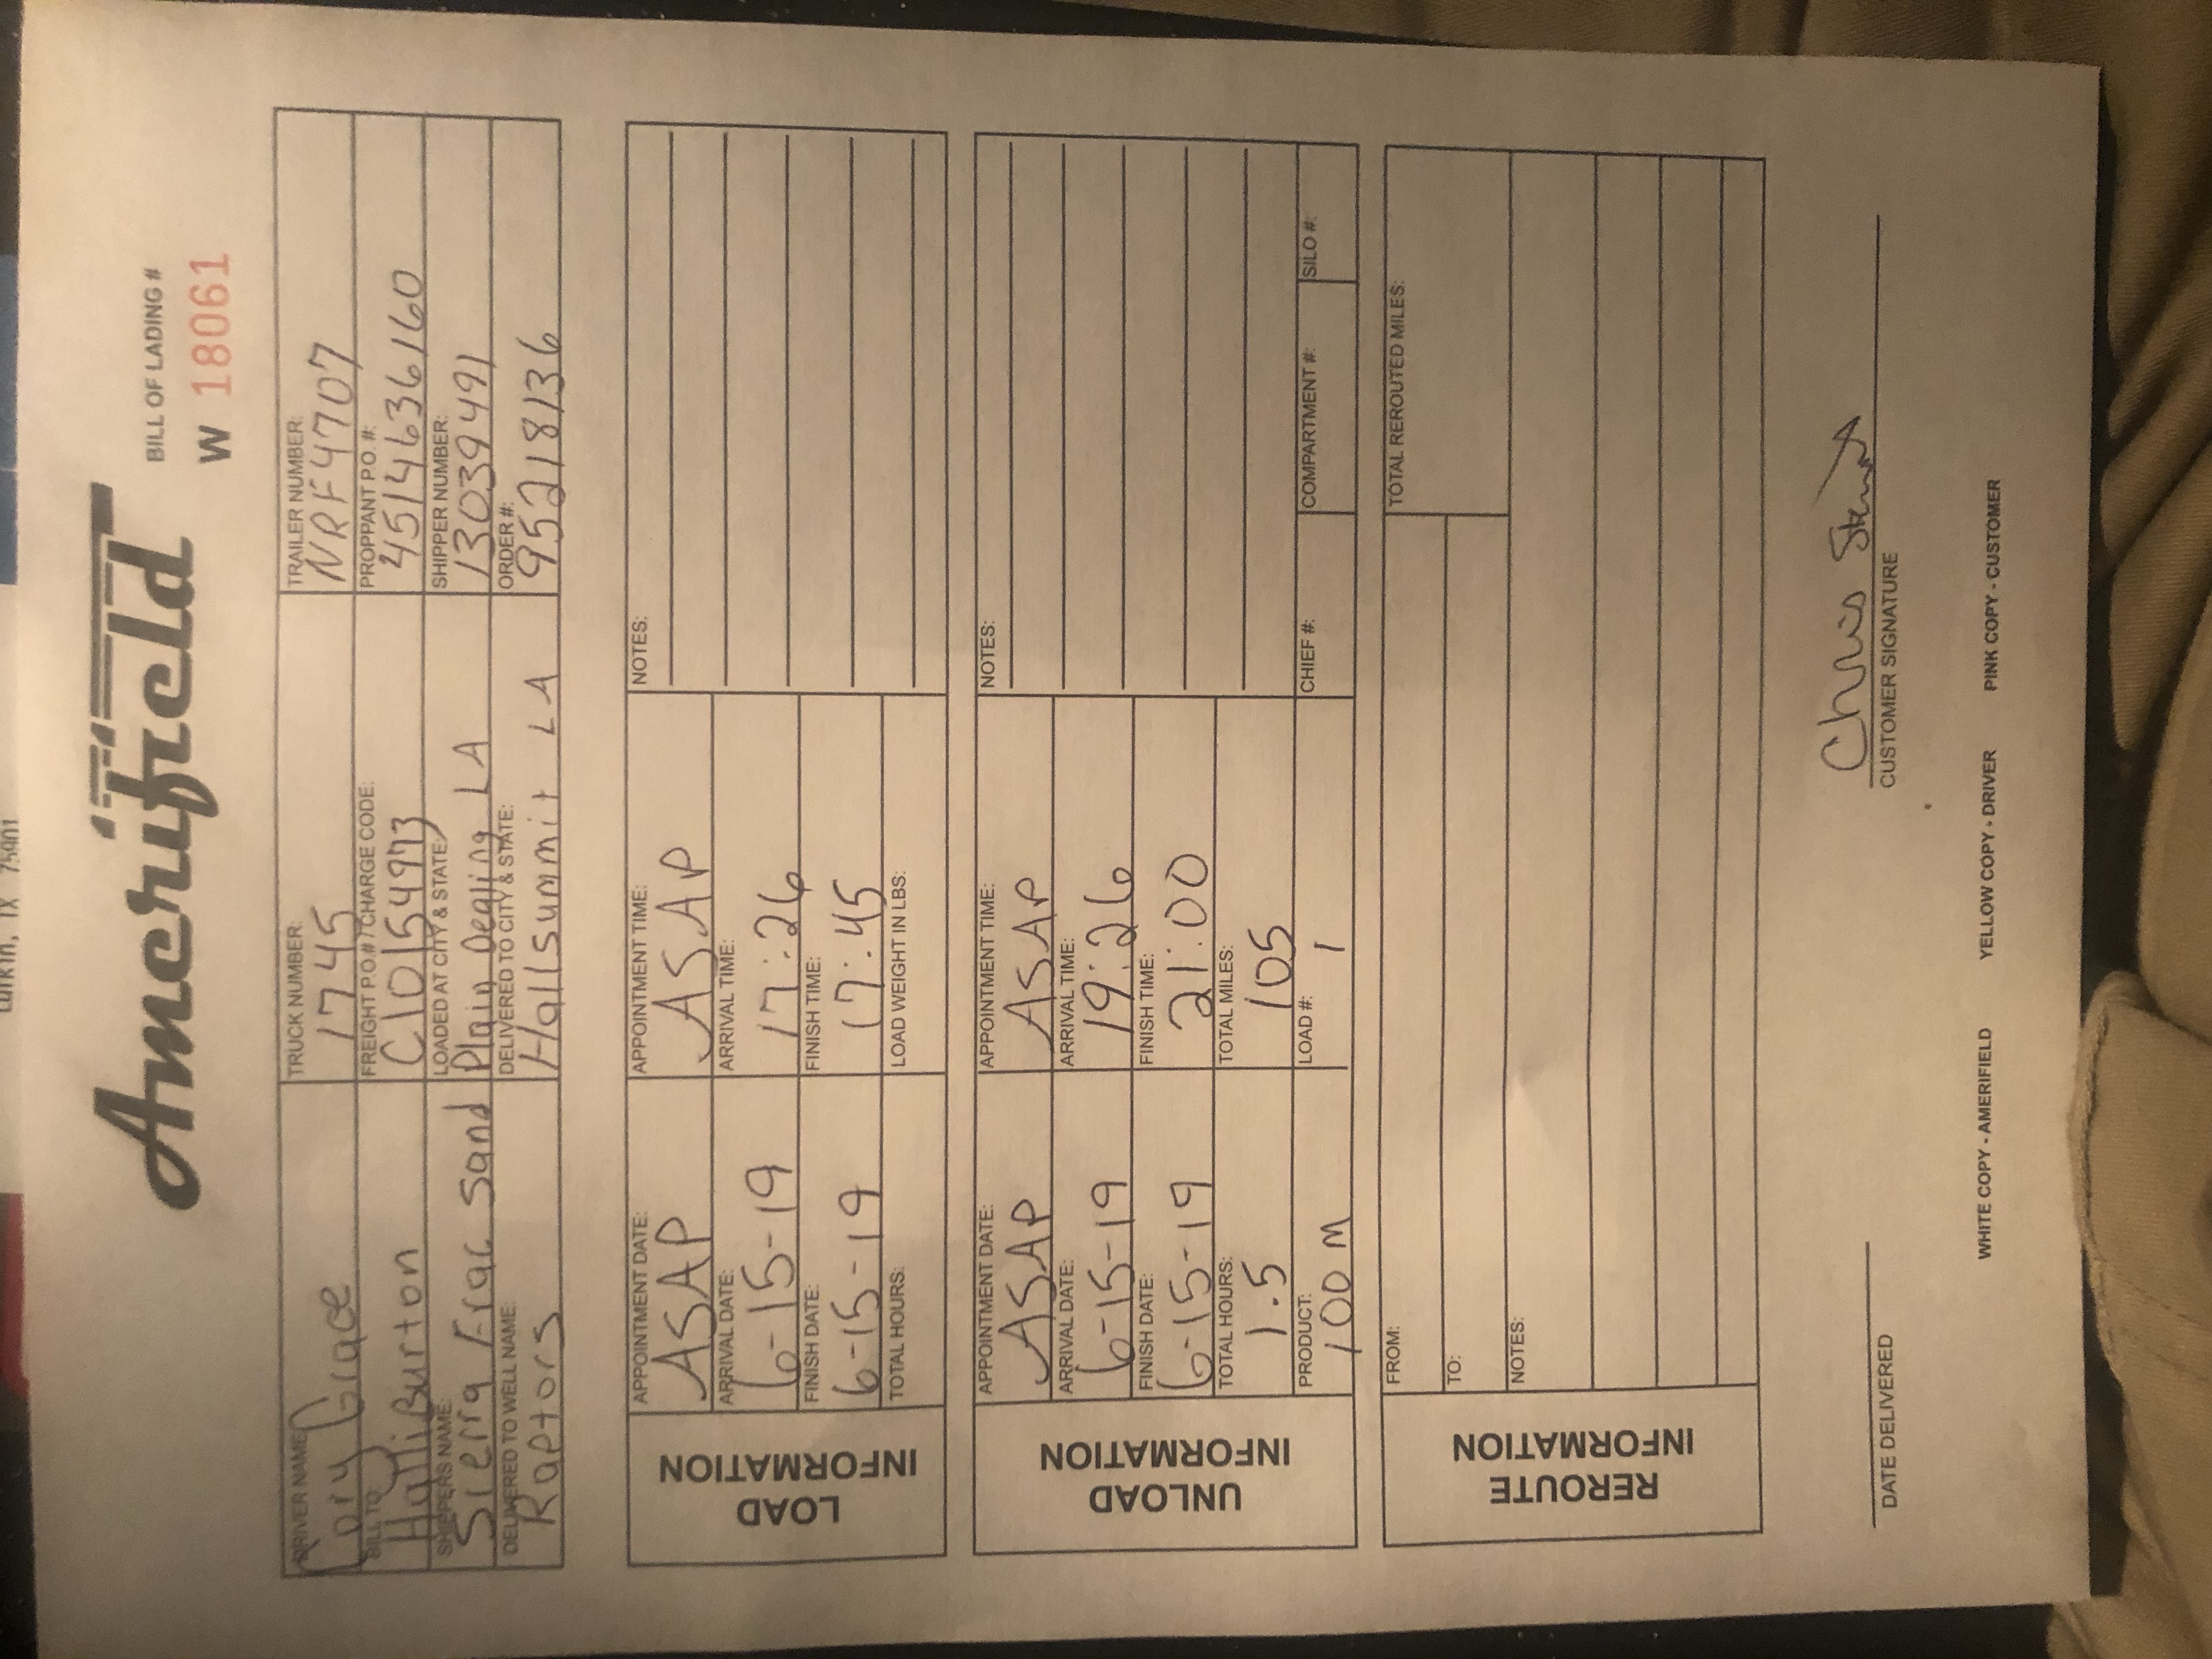 Lufkin, TX 75901
Amerifield
BILL OF LADING #
W 18061
DRIVER NAME: TRUCK NUMBER: TRAILER NUMBER:
Cory Grace 1745 NRF4707
BILL TO: FREIGHT P.O.# / CHARGE CODE: PROPPANT P.O. #:
HalliBurton C10154973 4514636160
SHIPPERS NAME: LOADED AT CITY & STATE: SHIPPER NUMBER:
Sierra Frac Sand Plain Dealing LA 13039491
DELIVERED TO WELL NAME: DELIVERED TO CITY & STATE: ORDER #:
Raptors Hallsummit LA 95218136
LOAD INFORMATION
APPOINTMENT DATE: APPOINTMENT TIME: NOTES:
ASAP ASAP
ARRIVAL DATE: ARRIVAL TIME:
6-15-19 17:26
FINISH DATE: FINISH TIME:
6-15-19 17:45
TOTAL HOURS: LOAD WEIGHT IN LBS:
UNLOAD INFORMATION
APPOINTMENT DATE: APPOINTMENT TIME: NOTES:
ASAP ASAP
ARRIVAL DATE: ARRIVAL TIME:
6-15-19 19:26
FINISH DATE: FINISH TIME:
6-15-19 21:00
TOTAL HOURS: TOTAL MILES:
1.5 105
PRODUCT: LOAD #: CHIEF #: COMPARTMENT #: SILO #:
100 M 1
REROUTE INFORMATION
FROM: TOTAL REROUTED MILES:
TO:
NOTES:
Chris
DATE DELIVERED CUSTOMER SIGNATURE
WHITE COPY - AMERIFIELD YELLOW COPY - DRIVER PINK COPY - CUSTOMER